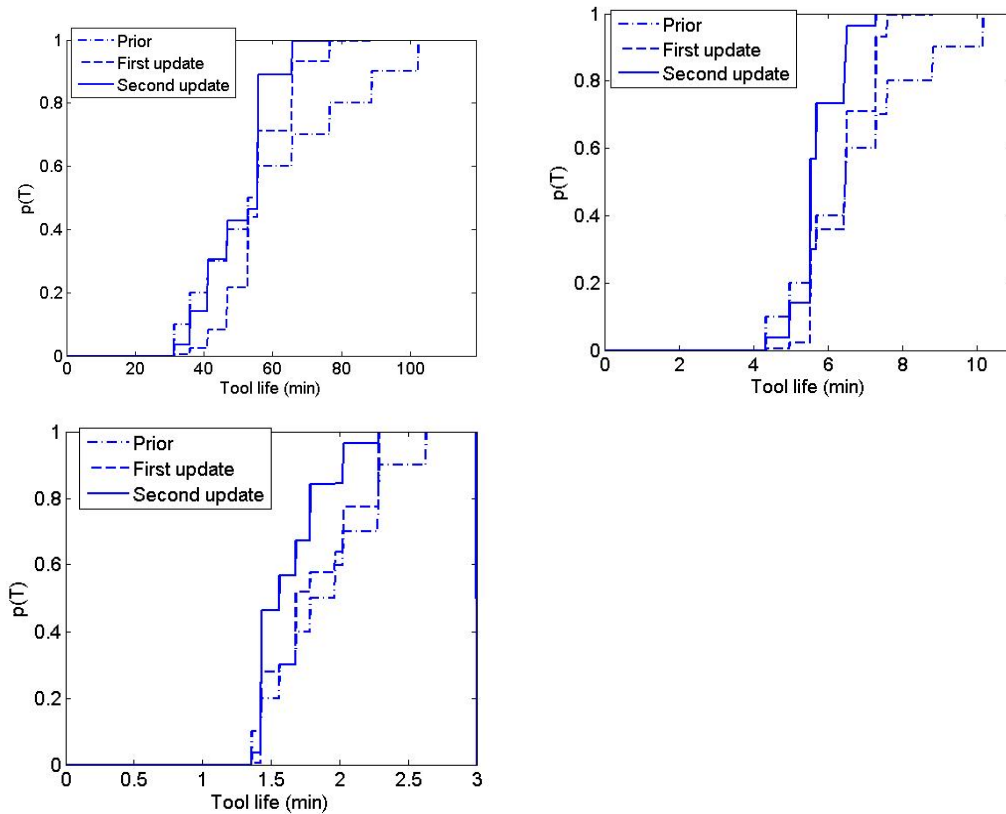 Prior
First update
Second update
1
0.8
0.6
0.4
0.2
0
p(T)
0 20 40 60 80 100
Tool life (min)
Prior
First update
Second update
1
0.8
0.6
0.4
0.2
0
p(T)
0 2 4 6 8 10
Tool life (min)
Prior
First update
Second update
1
0.8
0.6
0.4
0.2
0
p(T)
0 0.5 1 1.5 2 2.5 3
Tool life (min)